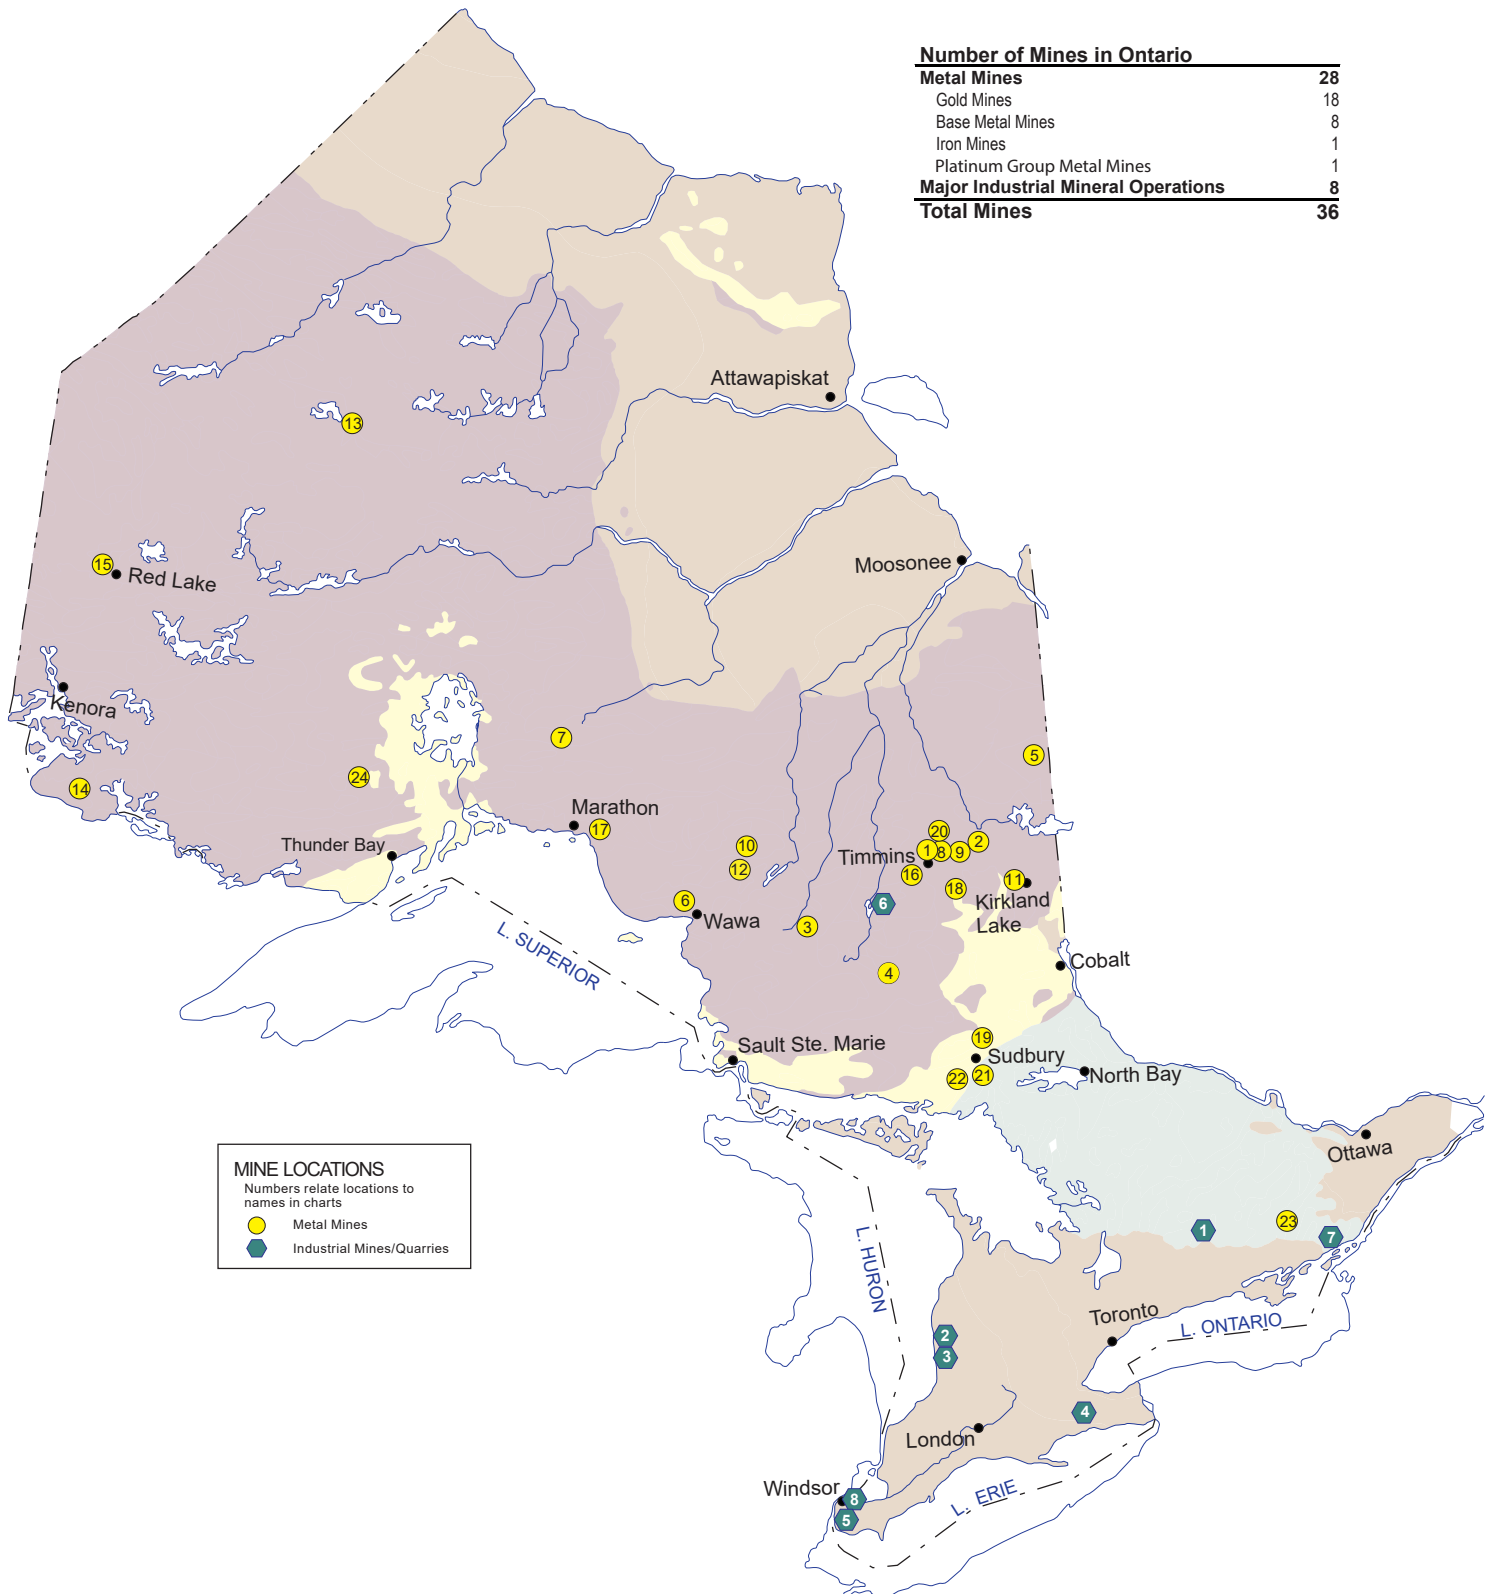 Number of Mines in Ontario
Metal Mines 28
Gold Mines 18
Base Metal Mines 8
Iron Mines 1
Platinum Group Metal Mines 1
Major Industrial Mineral Operations 8
Total Mines 36
Attawapiskat
13
Moosonee
15
Red Lake
Kenora
7
5
24
14
Marathon
17
Thunder Bay
20
2
10
Timmins
1
8
9
12
16
18
11
Kirkland
Lake
6
6
Wawa
3
L. SUPERIOR
4
Cobalt
19
Sault Ste. Marie
Sudbury
22
21
North Bay
Ottawa
MINE LOCATIONS
Numbers relate locations to
names in charts
Metal Mines
Industrial Mines/Quarries
1
23
7
L. HURON
Toronto
L. ONTARIO
2
3
4
London
Windsor
8
L. ERIE
5